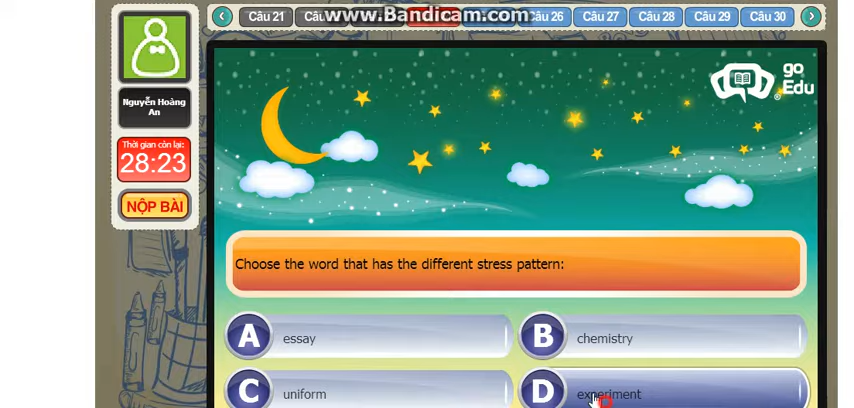 www.Bandicam.com
Câu 21
Câu 26
Câu 27
Câu 28
Câu 29
Câu 30
Nguyễn Hoàng
An
Thời gian còn lại:
28:23
NỘP BÀI
go
Edu
Choose the word that has the different stress pattern:
A essay
B chemistry
C uniform
D experiment